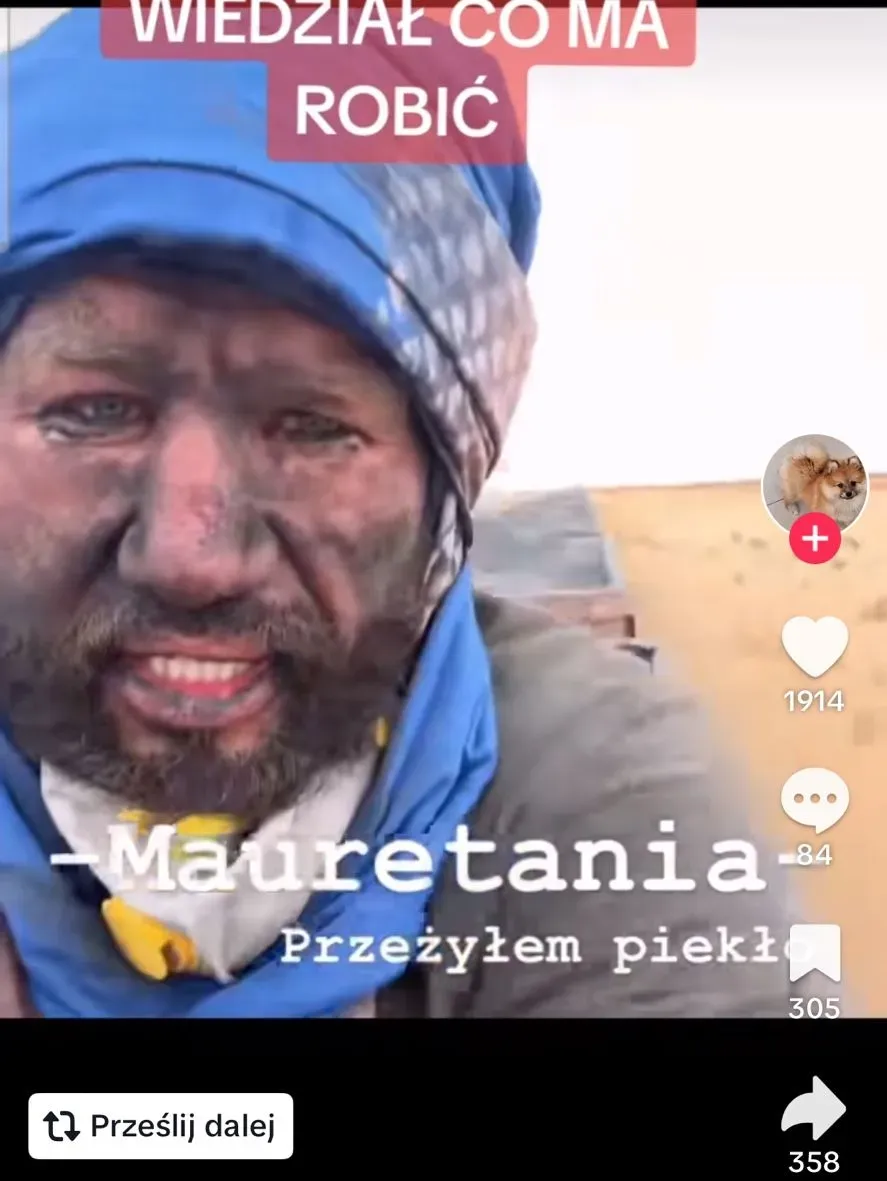 WIEDZIAŁ CO MA
ROBIĆ
1914
-Mauretania-
84
Przeżyłem piekło
305
Prześlij dalej
358